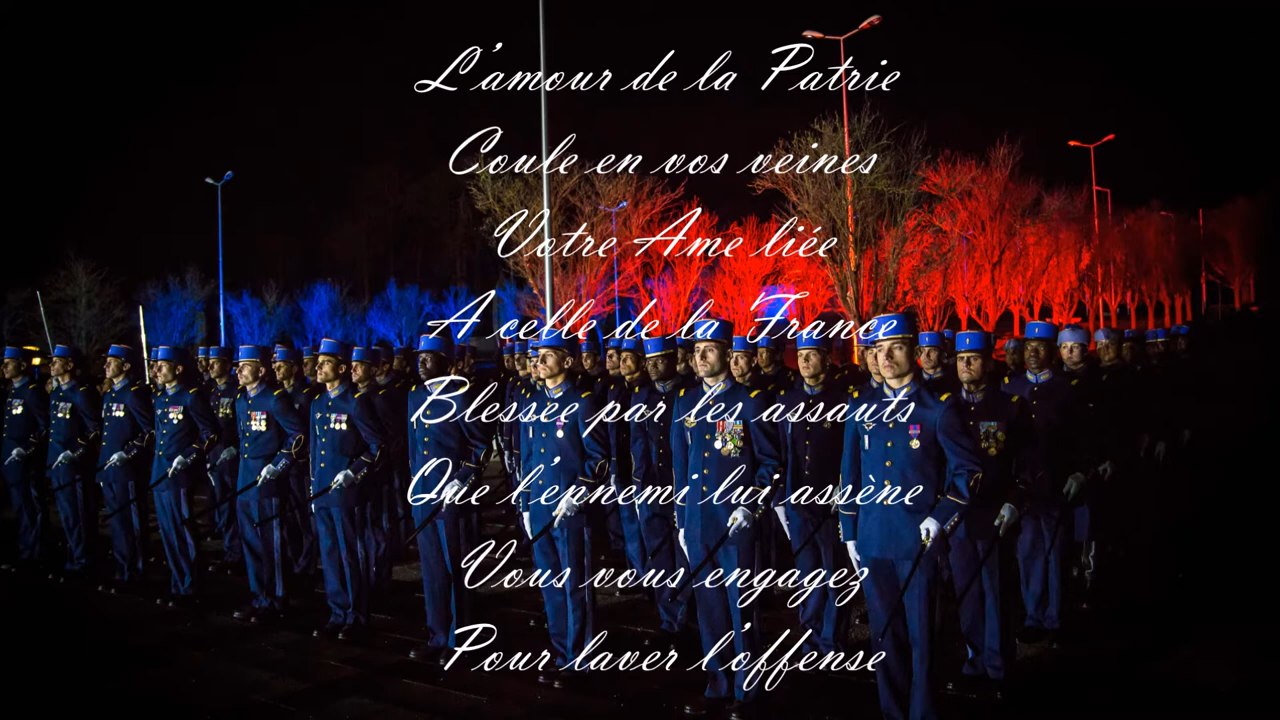 L'amour de la Patrie
Coule en vos veines
Votre Ame liée
A celle de la France
Blessée par les assauts
Que l'ennemi lui assène
Vous vous engagez
Pour laver l'offense